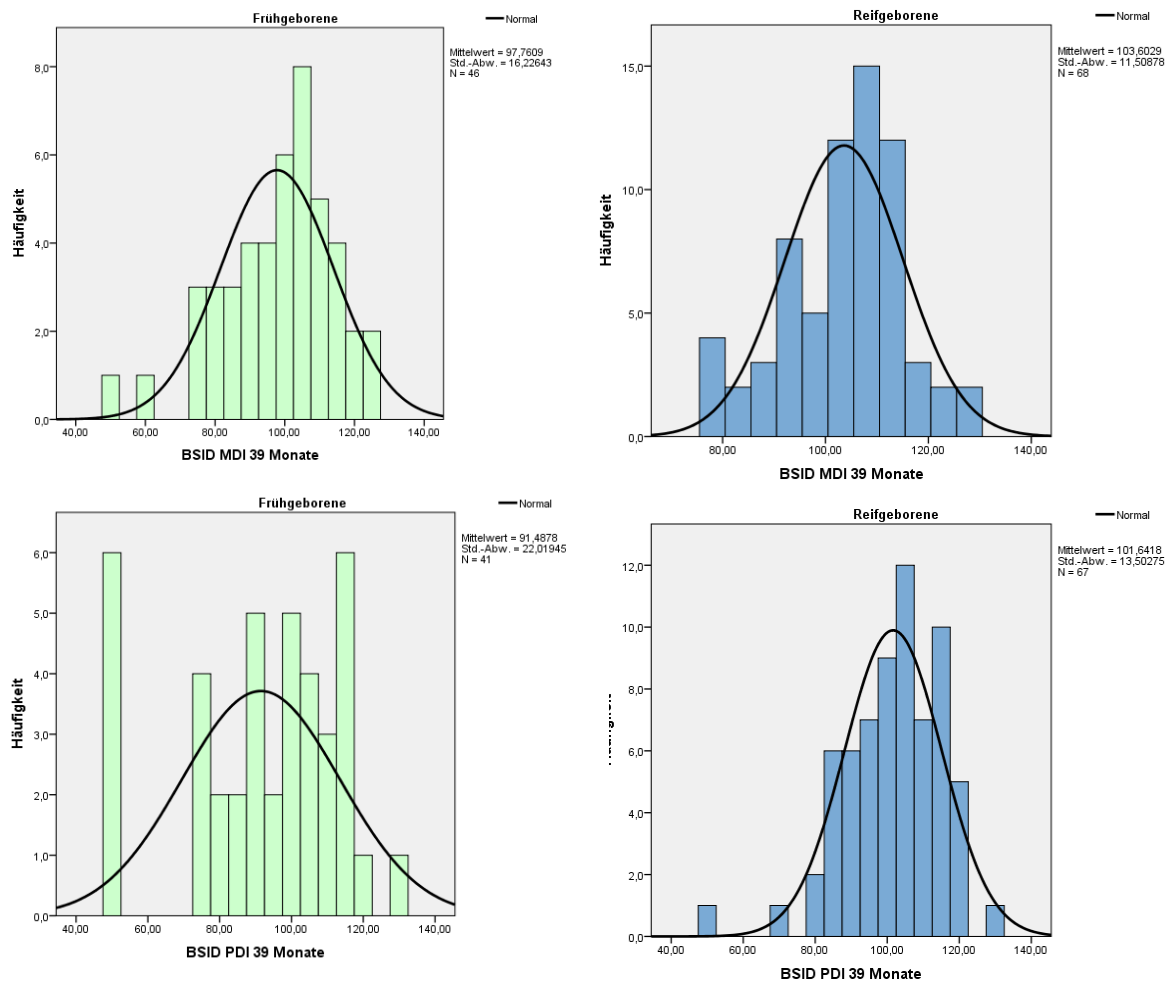 Frühgeborene
Normal
Mittelwert = 97,7609
Std.-Abw. = 16,22643
N = 46
Häufigkeit
8,0
6,0
4,0
2,0
0,0
40,00 60,00 80,00 100,00 120,00 140,00
BSID MDI 39 Monate
Reifgeborene
Normal
Mittelwert = 103,6029
Std.-Abw. = 11,50878
N = 68
Häufigkeit
15,0
10,0
5,0
0,0
80,00 100,00 120,00 140,00
BSID MDI 39 Monate
Frühgeborene
Normal
Mittelwert = 91,4878
Std.-Abw. = 22,01945
N = 41
Häufigkeit
6,0
5,0
4,0
3,0
2,0
1,0
0,0
40,00 60,00 80,00 100,00 120,00 140,00
BSID PDI 39 Monate
Reifgeborene
Normal
Mittelwert = 101,6418
Std.-Abw. = 13,50275
N = 67
12,0
10,0
8,0
6,0
4,0
2,0
0,0
40,00 60,00 80,00 100,00 120,00 140,00
BSID PDI 39 Monate